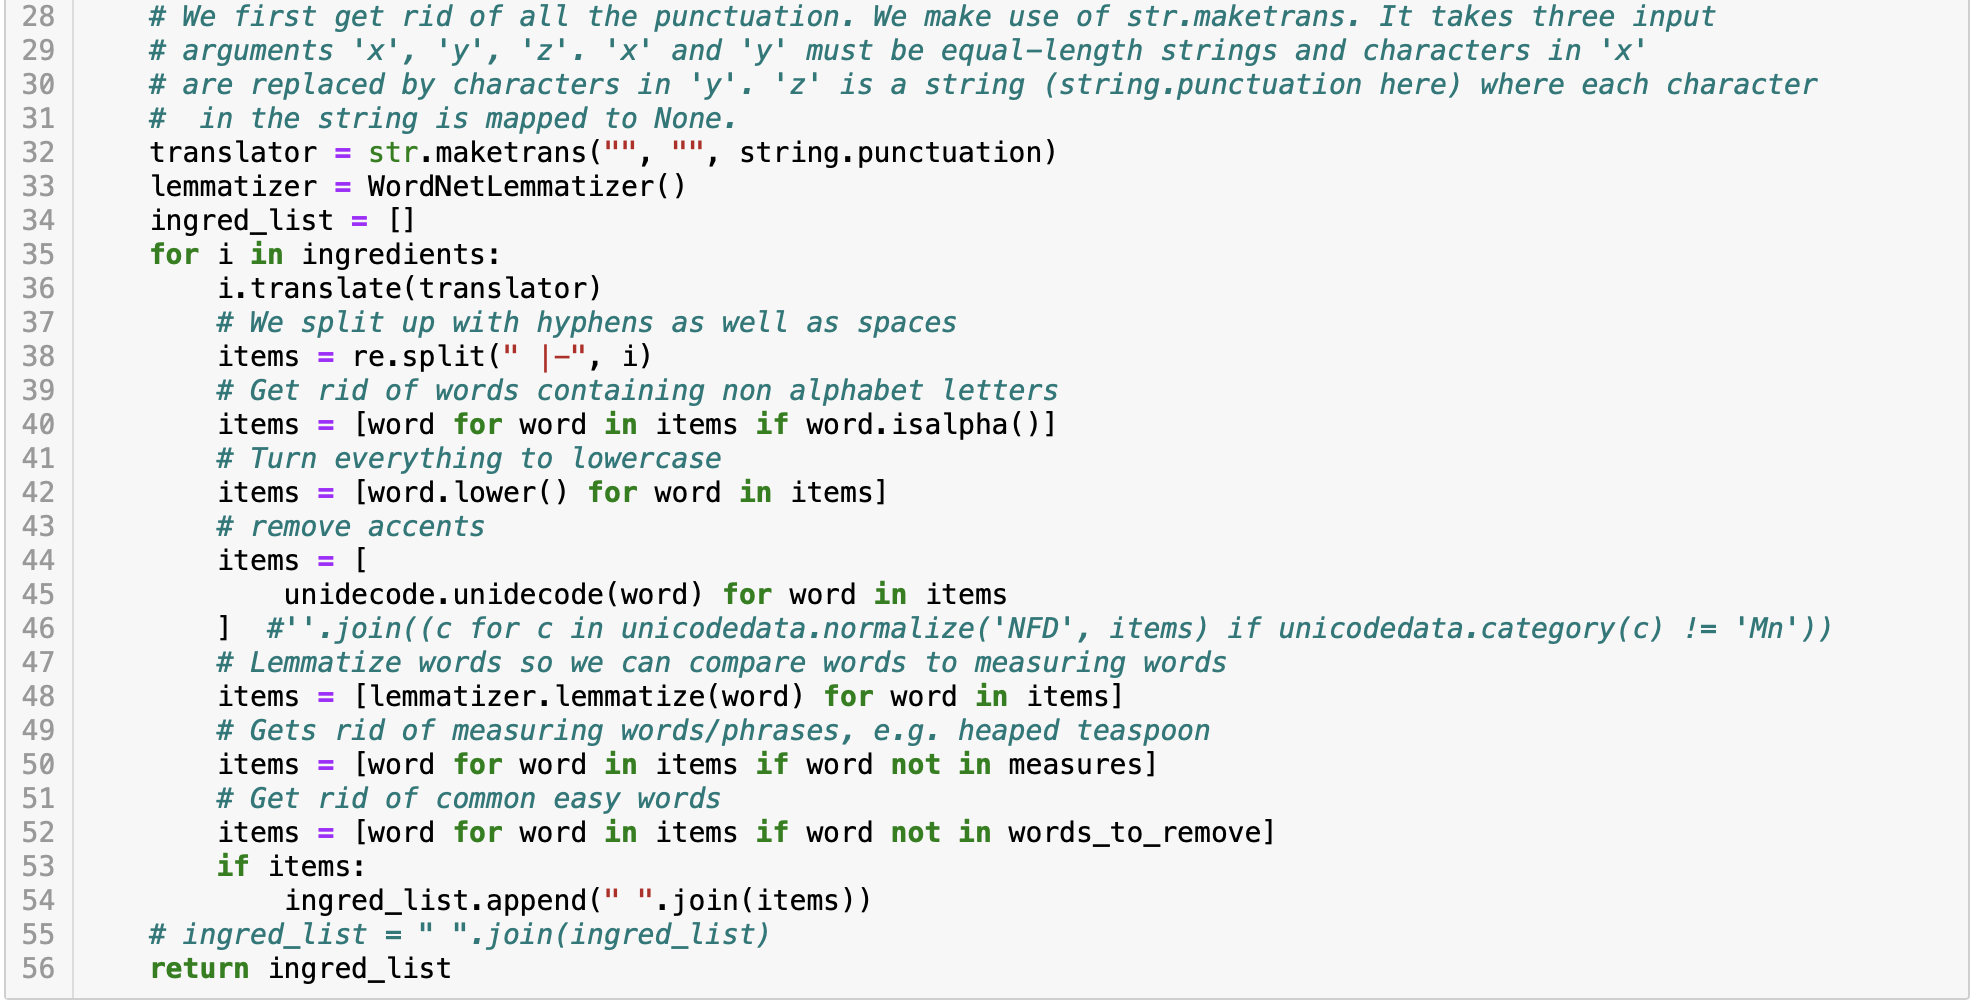 28 # We first get rid of all the punctuation. We make use of str.maketrans. It takes three input
29 # arguments 'x', 'y', 'z'. 'x' and 'y' must be equal-length strings and characters in 'x'
30 # are replaced by characters in 'y'. 'z' is a string (string.punctuation here) where each character
31 #  in the string is mapped to None.
32 translator = str.maketrans("", "", string.punctuation)
33 lemmatizer = WordNetLemmatizer()
34 ingred_list = []
35 for i in ingredients:
36     i.translate(translator)
37     # We split up with hyphens as well as spaces
38     items = re.split(" |-", i)
39     # Get rid of words containing non alphabet letters
40     items = [word for word in items if word.isalpha()]
41     # Turn everything to lowercase
42     items = [word.lower() for word in items]
43     # remove accents
44     items = [
45         unidecode.unidecode(word) for word in items
46     ]  #''.join((c for c in unicodedata.normalize('NFD', items) if unicodedata.category(c) != 'Mn'))
47     # Lemmatize words so we can compare words to measuring words
48     items = [lemmatizer.lemmatize(word) for word in items]
49     # Gets rid of measuring words/phrases, e.g. heaped teaspoon
50     items = [word for word in items if word not in measures]
51     # Get rid of common easy words
52     items = [word for word in items if word not in words_to_remove]
53     if items:
54         ingred_list.append(" ".join(items))
55 # ingred_list = " ".join(ingred_list)
56 return ingred_list